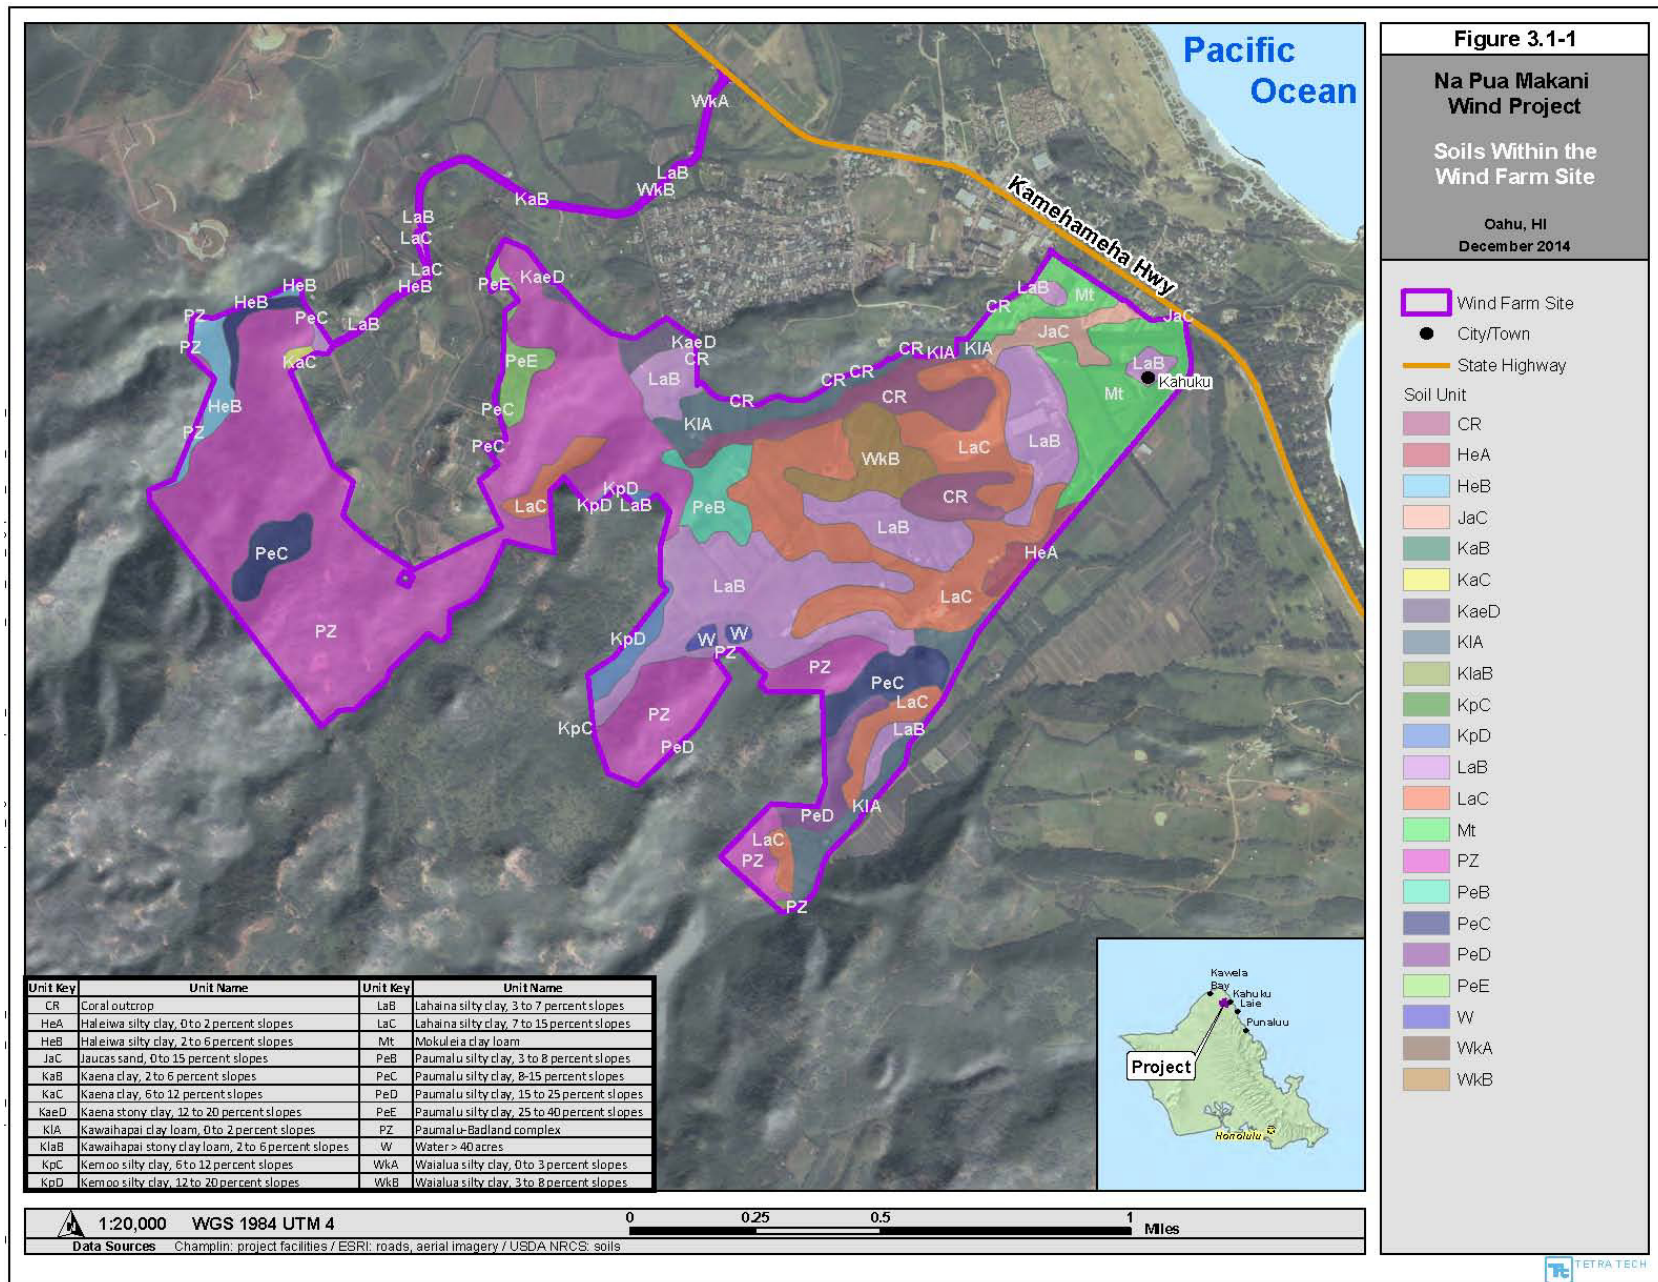 Pacific
Ocean
Kamehameha Hwy
WkA
LaB
WkB
KaB
LaB
LaC
LaC
HeB
HeB
HeB
PZ
PeC
LaB
PZ
KaC
HeB
PZ
PeC
PZ
KaeD
PeE
PeE
PeC
PeC
LaC
KaeD
CR
LaB
KIA
CR
CR
CR
CR
KIA
KIA
CR
LaB
Mt
JaC
JaC
LaB
Kahuku
Mt
CR
LaC
LaB
WkB
CR
LaB
PeB
KpD
KpD
LaB
HeA
LaC
LaB
KpD
W
W
PZ
PZ
PeC
LaC
LaB
PZ
KpC
PeD
KIA
PeD
LaC
PZ
PZ
Figure 3.1-1
Na Pua Makani
Wind Project
Soils Within the
Wind Farm Site
Oahu, HI
December 2014
Wind Farm Site
City/Town
State Highway
Soil Unit
CR
HeA
HeB
JaC
KaB
KaC
KaeD
KIA
KlaB
KpC
KpD
LaB
LaC
Mt
PZ
PeB
PeC
PeD
PeE
W
WkA
WkB
Unit Key Unit Name Unit Key Unit Name
CR Coral outcrop LaB Lahaina silty clay, 3 to 7 percent slopes
HeA Haleiwa silty clay, 0 to 2 percent slopes LaC Lahaina silty clay, 7 to 15 percent slopes
HeB Haleiwa silty clay, 2 to 6 percent slopes Mt Mokuleia clay loam
JaC Jaucas sand, 0 to 15 percent slopes PeB Paumalu silty clay, 3 to 8 percent slopes
KaB Kaena clay, 2 to 6 percent slopes PeC Paumalu silty clay, 8-15 percent slopes
KaC Kaena clay, 6 to 12 percent slopes PeD Paumalu silty clay, 15 to 25 percent slopes
KaeD Kaena stony clay, 12 to 20 percent slopes PeE Paumalu silty clay, 25 to 40 percent slopes
KlA Kawaihapai clay loam, 0 to 2 percent slopes PZ Paumalu-Badland complex
KlaB Kawaihapai stony clay loam, 2 to 6 percent slopes W Water > 40 acres
KpC Kemoo silty clay, 6 to 12 percent slopes WkA Waialua silty clay, 0 to 3 percent slopes
KpD Kemoo silty clay, 12 to 20 percent slopes WkB Waialua silty clay, 3 to 8 percent slopes
Kawela
Bay
Kahuku
Laie
Punaluu
Project
Honolulu
N
1:20,000 WGS 1984 UTM 4
0 0.25 0.5 1
Miles
Data Sources Champlin: project facilities / ESRI: roads, aerial imagery / USDA NRCS: soils
TETRA TECH